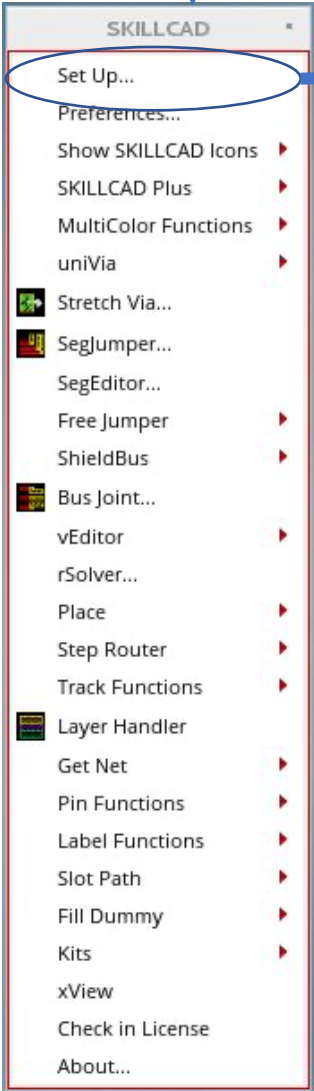 SKILLCAD
Set Up...
Preferences...
Show SKILLCAD Icons
SKILLCAD Plus
MultiColor Functions
uniVia
Stretch Via...
SegJumper...
SegEditor...
Free Jumper
ShieldBus
Bus Joint...
vEditor
rSolver...
Place
Step Router
Track Functions
Layer Handler
Get Net
Pin Functions
Label Functions
Slot Path
Fill Dummy
Kits
xView
Check in License
About...